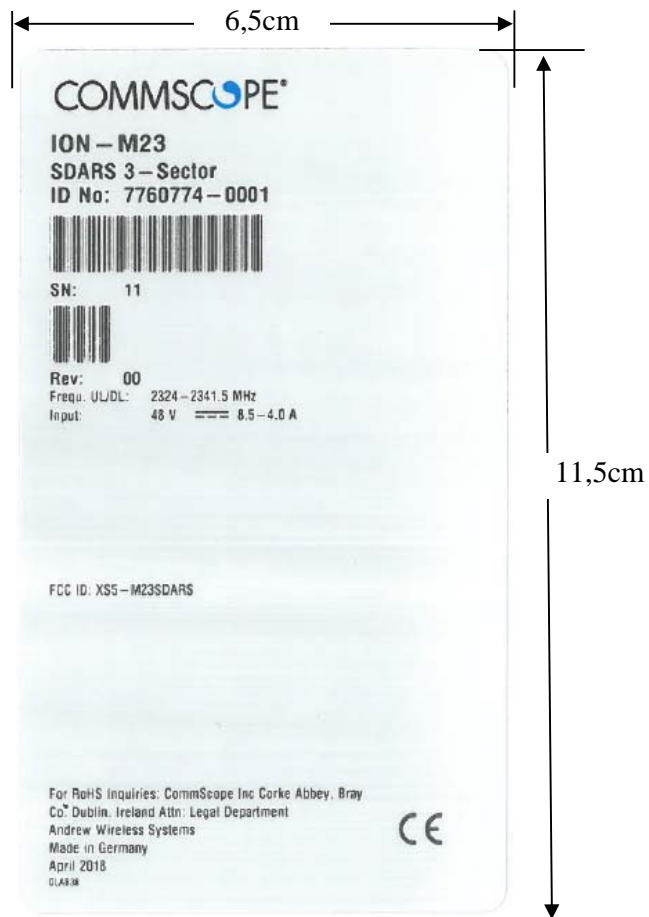 6,5cm
COMMSCOPE®
ION – M23
SDARS 3 – Sector
ID No: 7760774 – 0001
SN: 11
Rev: 00
Frequ. UL/DL: 2324 – 2341.5 MHz
Input: 48 V 8.5 – 4.0 A
11,5cm
FCC ID: XS5 – M23SDARS
For RoHS Inquiries: CommScope Inc Corke Abbey, Bray
Co. Dublin, Ireland Attn: Legal Department
Andrew Wireless Systems
Made in Germany
April 2018
CE